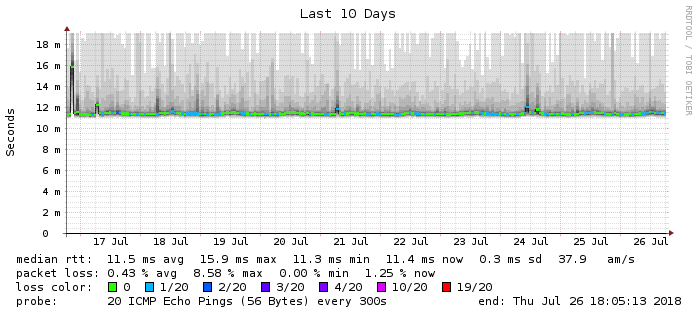 Last 10 Days
RRDTOOL / TOBI OETIKER
Seconds
18 m
16 m
14 m
12 m
10 m
8 m
6 m
4 m
2 m
0
17 Jul 18 Jul 19 Jul 20 Jul 21 Jul 22 Jul 23 Jul 24 Jul 25 Jul 26 Jul
median rtt: 11.5 ms avg 15.9 ms max 11.3 ms min 11.4 ms now 0.3 ms sd 37.9 am/s
packet loss: 0.43 % avg 8.58 % max 0.00 % min 1.25 % now
loss color: 0 1/20 2/20 3/20 4/20 10/20 19/20
probe: 20 ICMP Echo Pings (56 Bytes) every 300s end: Thu Jul 26 18:05:13 2018